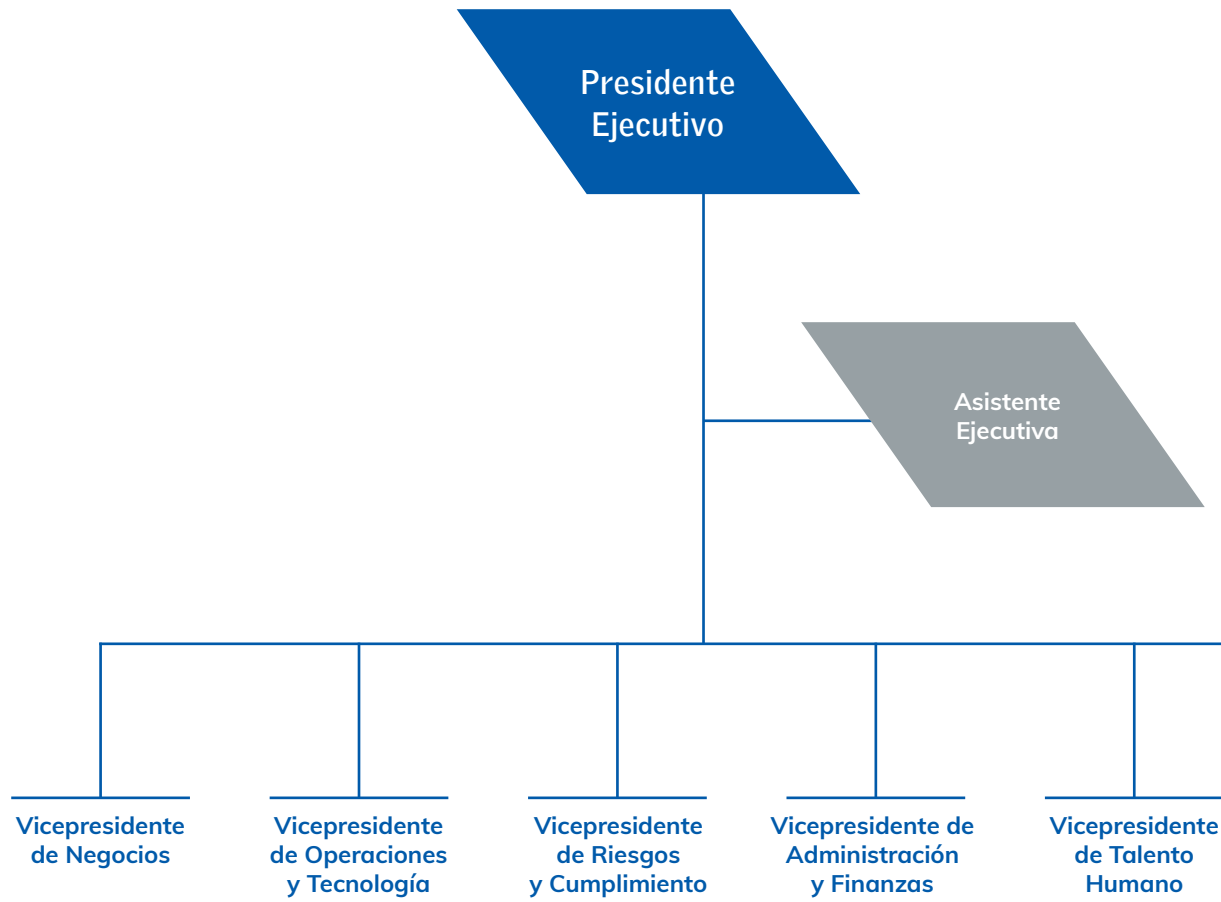 Presidente
Ejecutivo
Asistente
Ejecutiva
Vicepresidente
de Negocios
Vicepresidente
de Operaciones
y Tecnología
Vicepresidente
de Riesgos
y Cumplimiento
Vicepresidente de
Administración
y Finanzas
Vicepresidente
de Talento
Humano